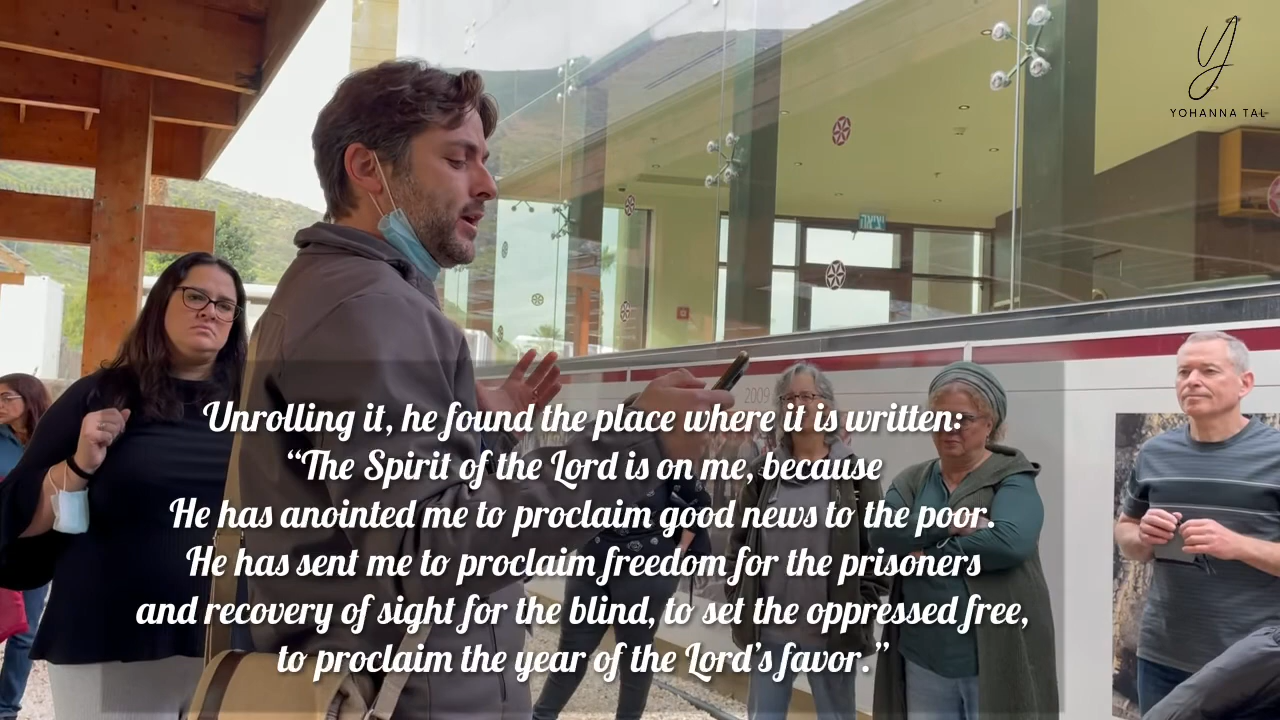 YOHANNA TAL
יציאה
2009
Unrolling it, he found the place where it is written:
“The Spirit of the Lord is on me, because
He has anointed me to proclaim good news to the poor.
He has sent me to proclaim freedom for the prisoners
and recovery of sight for the blind, to set the oppressed free,
to proclaim the year of the Lord’s favor.”